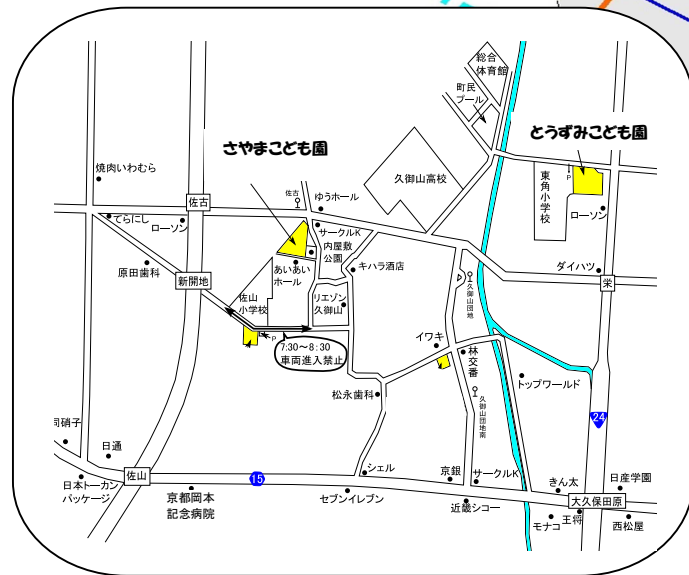 総合
体育館
町民
プール
とうずみこども園
さやまこども園
焼肉いわむら
久御山高校
東角小学校
P
ローソン
佐古
佐古
ゆうホール
てらにし
ローソン
サークルK
内屋敷
公園
原田歯科
あいあい
ホール
キハラ酒店
ダイハツ
新開地
栄
佐山
小学校
リエゾン
久御山
久御山団地
P
7:30～8:30
車両進入禁止
イワキ
林交番
トップワールド
松永歯科
久御山団地南
24
司硝子
日通
佐山
シェル
京銀
サークルK
きん太
日産学園
日本トーカン
パッケージ
15
京都岡本
記念病院
セブンイレブン
近畿シコー
大久保田原
モナコ
王将
西松屋